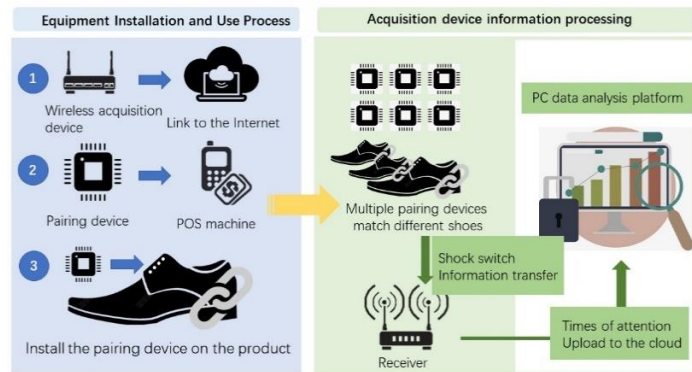 Equipment Installation and Use Process
1
Wireless acquisition
device
Link to the Internet
2
Pairing device
POS machine
3
Install the pairing device on the product
Acquisition device information processing
Multiple pairing devices
match different shoes
Shock switch
Information transfer
Receiver
Times of attention
Upload to the cloud
PC data analysis platform